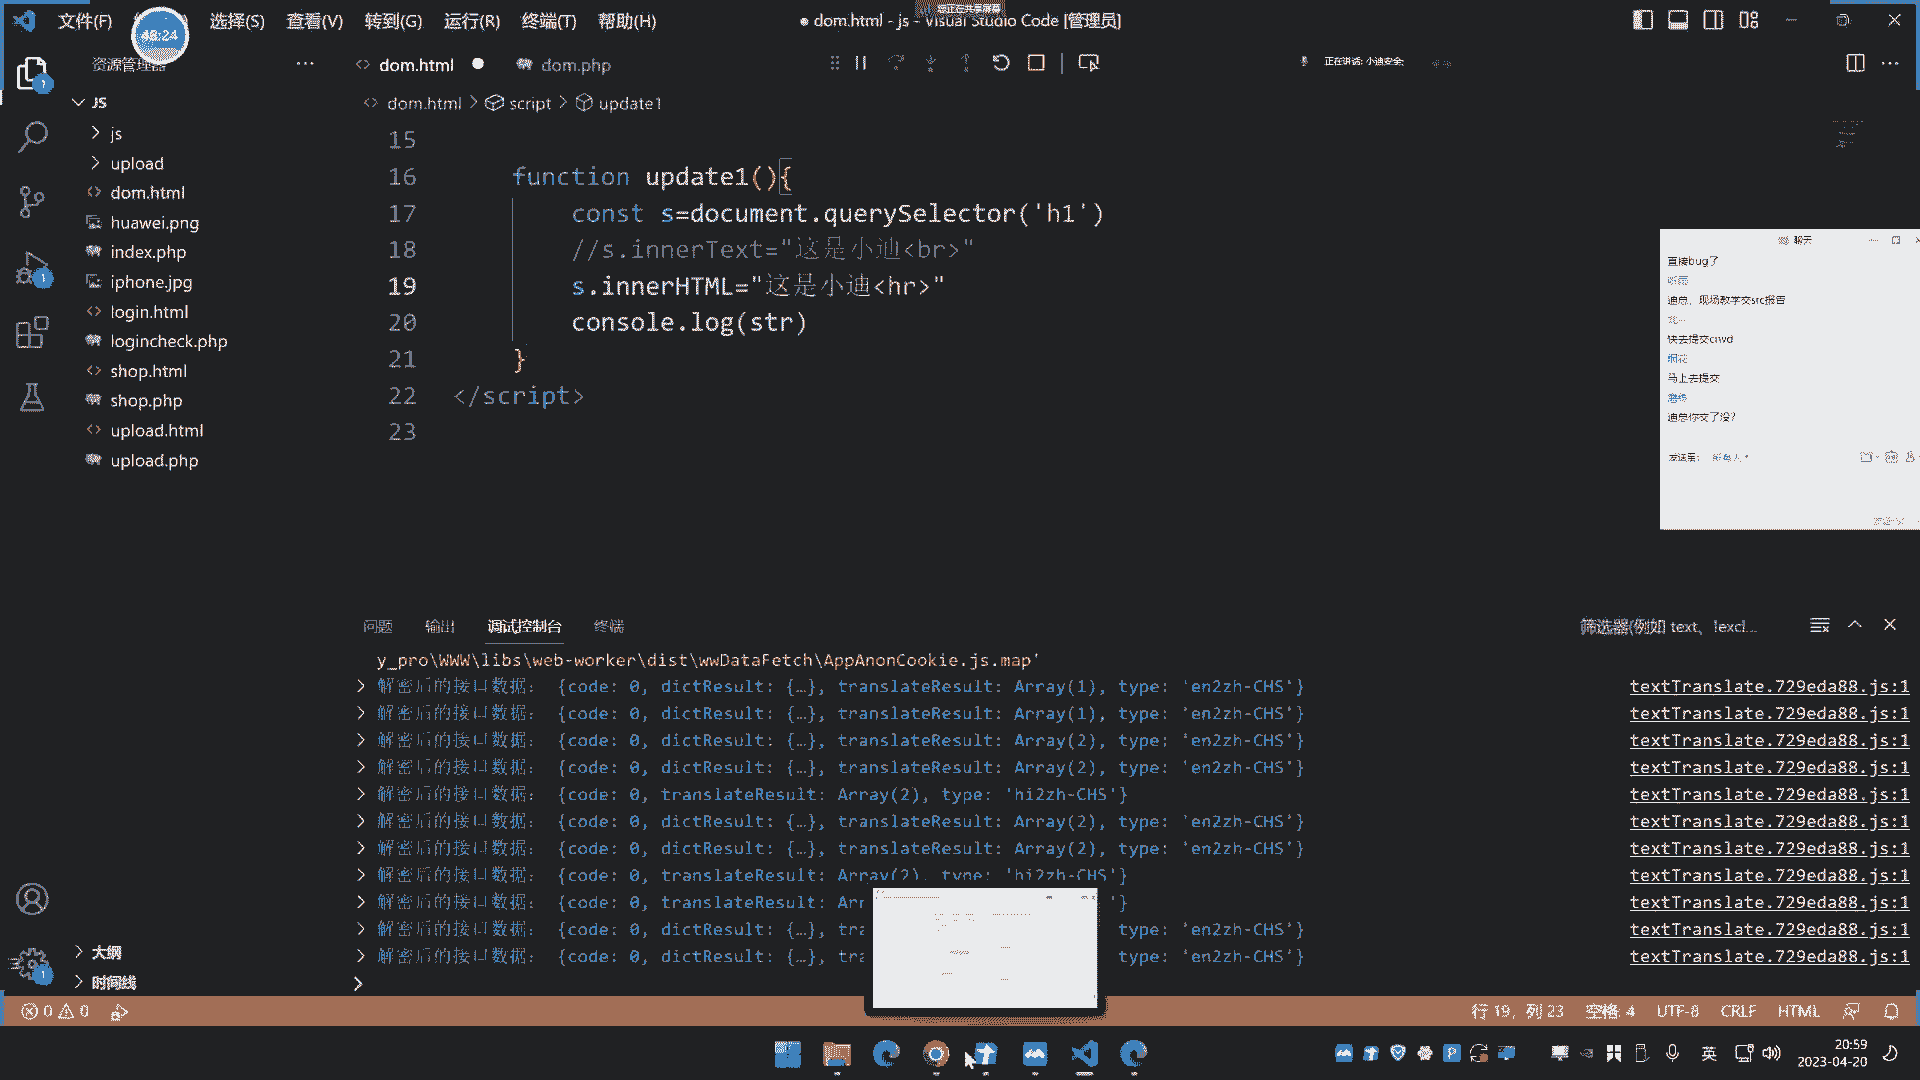 文件(F)
选择(S)
查看(V)
转到(G)
运行(R)
终端(T)
帮助(H)
您正在共享屏幕
● dom.html - js - Visual Studio Code [管理员]
48:24
资源管理器
dom.html
dom.php
正在讲话: 小迪安全;
JS
dom.html > script > update1
js
upload
dom.html
huawei.png
index.php
iphone.jpg
login.html
logincheck.php
shop.html
shop.php
upload.html
upload.php
15
16 function update1(){
17 const s=document.querySelector('h1')
18 //s.innerText="这是小迪<br>"
19 s.innerHTML="这是小迪<hr>"
20 console.log(str)
21 }
22 </script>
23
聊天
直接bug了
迪总，现场教学交src报告
快去提交cnvd
马上去提交
迪总你交了没?
发送至:
问题
输出
调试控制台
终端
筛选器(例如 text、!excl...
y_pro\WWW\libs\web-worker\dist\wwDataFetch\AppAnonCookie.js.map'
解密后的接口数据： {code: 0, dictResult: {…}, translateResult: Array(1), type: 'en2zh-CHS'} textTranslate.729eda88.js:1
解密后的接口数据： {code: 0, dictResult: {…}, translateResult: Array(1), type: 'en2zh-CHS'} textTranslate.729eda88.js:1
解密后的接口数据： {code: 0, dictResult: {…}, translateResult: Array(2), type: 'en2zh-CHS'} textTranslate.729eda88.js:1
解密后的接口数据： {code: 0, dictResult: {…}, translateResult: Array(2), type: 'en2zh-CHS'} textTranslate.729eda88.js:1
解密后的接口数据： {code: 0, translateResult: Array(2), type: 'hi2zh-CHS'} textTranslate.729eda88.js:1
解密后的接口数据： {code: 0, dictResult: {…}, translateResult: Array(2), type: 'en2zh-CHS'} textTranslate.729eda88.js:1
解密后的接口数据： {code: 0, dictResult: {…}, translateResult: Array(2), type: 'en2zh-CHS'} textTranslate.729eda88.js:1
解密后的接口数据： {code: 0, translateResult: Array(2), type: 'hi2zh-CHS'} textTranslate.729eda88.js:1
解密后的接口数据： {code: 0, translateResult: Arr '} textTranslate.729eda88.js:1
解密后的接口数据： {code: 0, dictResult: {…}, tra type: 'en2zh-CHS'} textTranslate.729eda88.js:1
解密后的接口数据： {code: 0, dictResult: {…}, tra type: 'en2zh-CHS'} textTranslate.729eda88.js:1
大纲
时间线
0 0
行 19，列 23
空格: 4
UTF-8
CRLF
HTML
英
20:59
2023-04-20